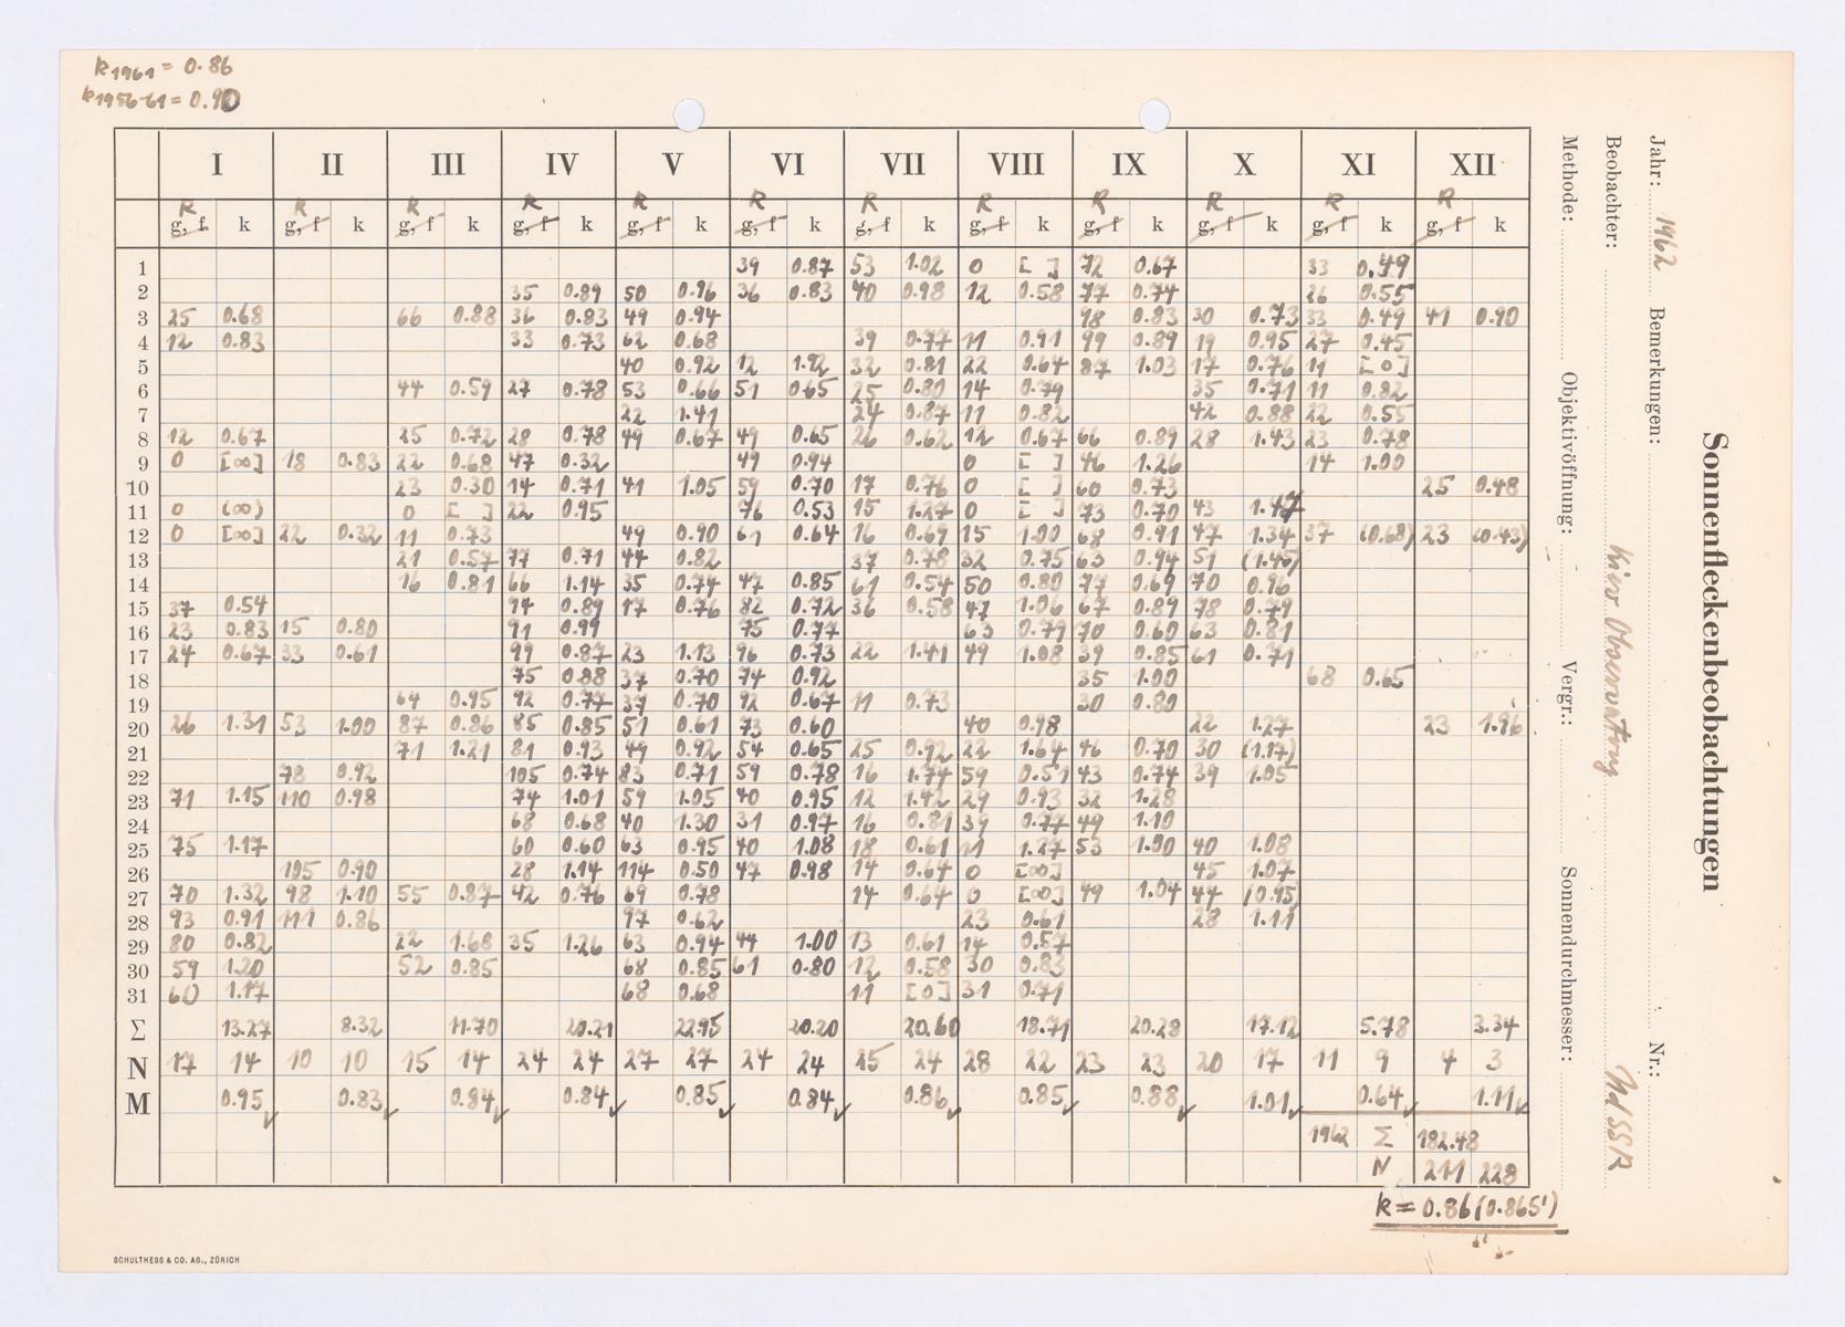 k1961 = 0.86
k1956-61 = 0.90
Sonnenfleckenbeobachtungen
Jahr: 1962 Bemerkungen: Nr.:
Beobachter: Kiew Observatory UdSSR
Methode: Objektivöffnung: Vergr.: Sonnendurchmesser:
I II III IV V VI VII VIII IX X XI XII
R R R R R R R R R R R R
g, f k g, f k g, f k g, f k g, f k g, f k g, f k g, f k g, f k g, f k g, f k g, f k
1 39 0.87 53 1.02 0 [ ] 72 0.67 33 0.49
2 35 0.89 50 0.96 36 0.83 40 0.98 12 0.58 77 0.74 26 0.55
3 25 0.68 66 0.88 36 0.83 49 0.94 98 0.83 30 0.73 33 0.49 41 0.90
4 12 0.83 33 0.73 62 0.68 39 0.77 11 0.91 99 0.89 19 0.95 27 0.45
5 40 0.92 12 1.92 32 0.81 22 0.64 87 1.03 17 0.76 11 [0]
6 44 0.59 27 0.78 53 0.66 51 0.65 25 0.80 14 0.79 35 0.71 11 0.82
7 22 1.41 24 0.87 11 0.82 42 0.88 22 0.55
8 12 0.67 25 0.72 28 0.78 49 0.67 49 0.65 26 0.62 12 0.67 66 0.89 28 1.43 23 0.78
9 0 [∞] 18 0.83 22 0.68 47 0.32 49 0.94 0 [ ] 46 1.26 14 1.00
10 23 0.30 14 0.71 41 1.05 59 0.70 17 0.76 0 [ ] 60 0.73 25 0.48
11 0 (∞) 0 [ ] 22 0.95 76 0.53 15 1.27 0 [ ] 73 0.70 43 1.47
12 0 [∞] 22 0.32 11 0.73 49 0.90 61 0.64 16 0.69 15 1.00 68 0.91 47 1.34 37 (0.68) 23 (0.43)
13 21 0.57 77 0.71 44 0.82 37 0.78 32 0.75 63 0.94 51 (1.45)
14 16 0.81 66 1.14 35 0.74 47 0.85 61 0.54 50 0.80 77 0.69 70 0.96
15 37 0.54 94 0.89 17 0.76 82 0.72 36 0.58 47 1.06 67 0.89 78 0.79
16 23 0.83 15 0.80 91 0.99 75 0.77 63 0.79 70 0.60 63 0.81
17 24 0.67 33 0.61 99 0.87 23 1.13 96 0.73 22 1.41 49 1.08 39 0.85 61 0.71
18 75 0.88 37 0.70 74 0.92 35 1.00 68 0.65
19 64 0.95 92 0.77 37 0.70 92 0.67 11 0.73 30 0.80
20 26 1.31 53 1.00 87 0.86 85 0.85 51 0.61 73 0.60 40 0.98 22 1.27 23 1.96
21 71 1.21 81 0.93 49 0.92 54 0.65 25 0.92 22 1.64 46 0.70 30 (1.17)
22 78 0.92 105 0.74 83 0.71 59 0.78 16 1.74 59 0.51 43 0.74 39 1.05
23 71 1.15 110 0.98 74 1.01 59 1.05 40 0.95 12 1.42 29 0.93 32 1.28
24 68 0.68 40 1.30 31 0.97 16 0.81 39 0.77 49 1.10
25 75 1.17 60 0.60 63 0.95 40 1.08 18 0.61 11 1.27 53 1.00 40 1.08
26 105 0.90 28 1.14 114 0.50 47 0.98 14 0.64 0 [∞] 45 1.07
27 70 1.32 98 1.10 55 0.87 42 0.76 69 0.78 14 0.64 0 [∞] 49 1.04 44 (0.95)
28 93 0.91 111 0.86 97 0.62 23 0.61 28 1.11
29 80 0.82 22 1.68 35 1.26 63 0.94 44 1.00 13 0.61 14 0.57
30 59 1.20 52 0.85 68 0.85 61 0.80 12 0.58 30 0.83
31 60 1.17 68 0.68 11 [0] 31 0.71
Σ 13.27 8.32 11.70 20.21 22.95 20.20 20.60 18.71 20.28 17.12 5.78 3.34
N 17 14 10 10 15 14 24 24 27 27 24 24 25 24 28 22 23 23 20 17 11 9 4 3
M 0.95 0.83 0.84 0.84 0.85 0.84 0.86 0.85 0.88 1.01 0.64 1.11
1962 Σ 182.48
N 211 228
k = 0.86 (0.865')
SCHULTHESS & CO. AG., ZÜRICH